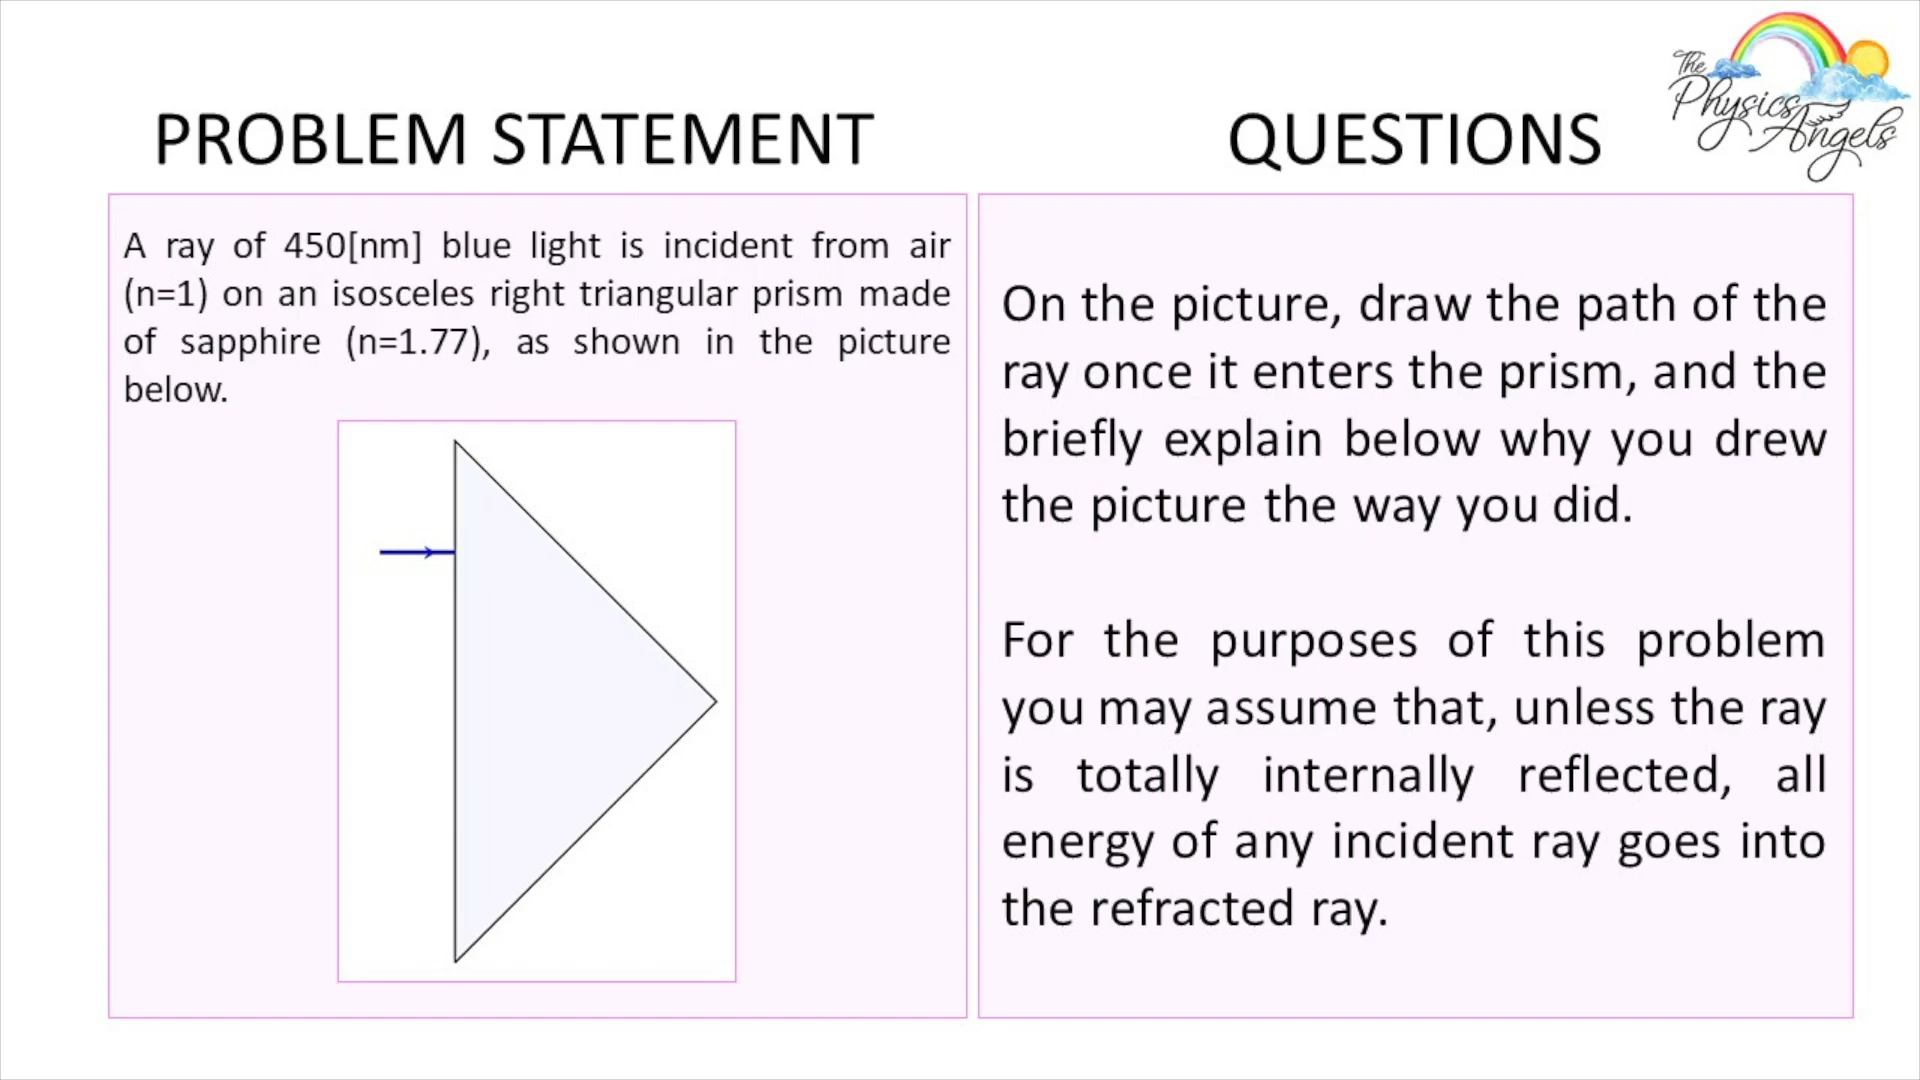 The
Physics
Angels
PROBLEM STATEMENT
A ray of 450[nm] blue light is incident from air
(n=1) on an isosceles right triangular prism made
of sapphire (n=1.77), as shown in the picture
below.
QUESTIONS
On the picture, draw the path of the
ray once it enters the prism, and the
briefly explain below why you drew
the picture the way you did.
For the purposes of this problem
you may assume that, unless the ray
is totally internally reflected, all
energy of any incident ray goes into
the refracted ray.